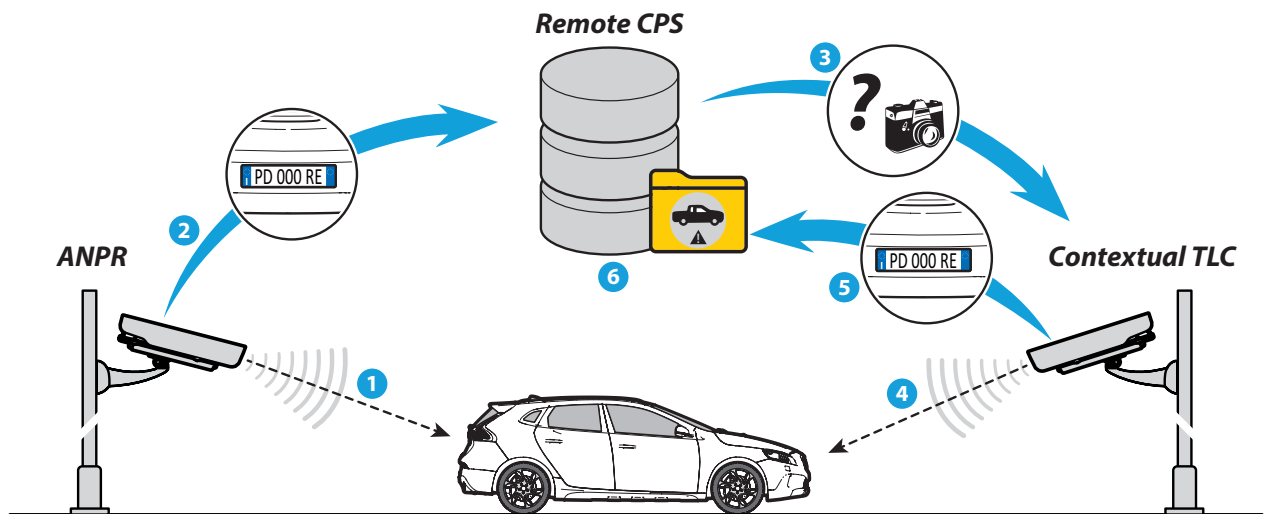 Remote CPS
3
?
I PD 000 RE
2
ANPR
I PD 000 RE
Contextual TLC
6
5
1
4